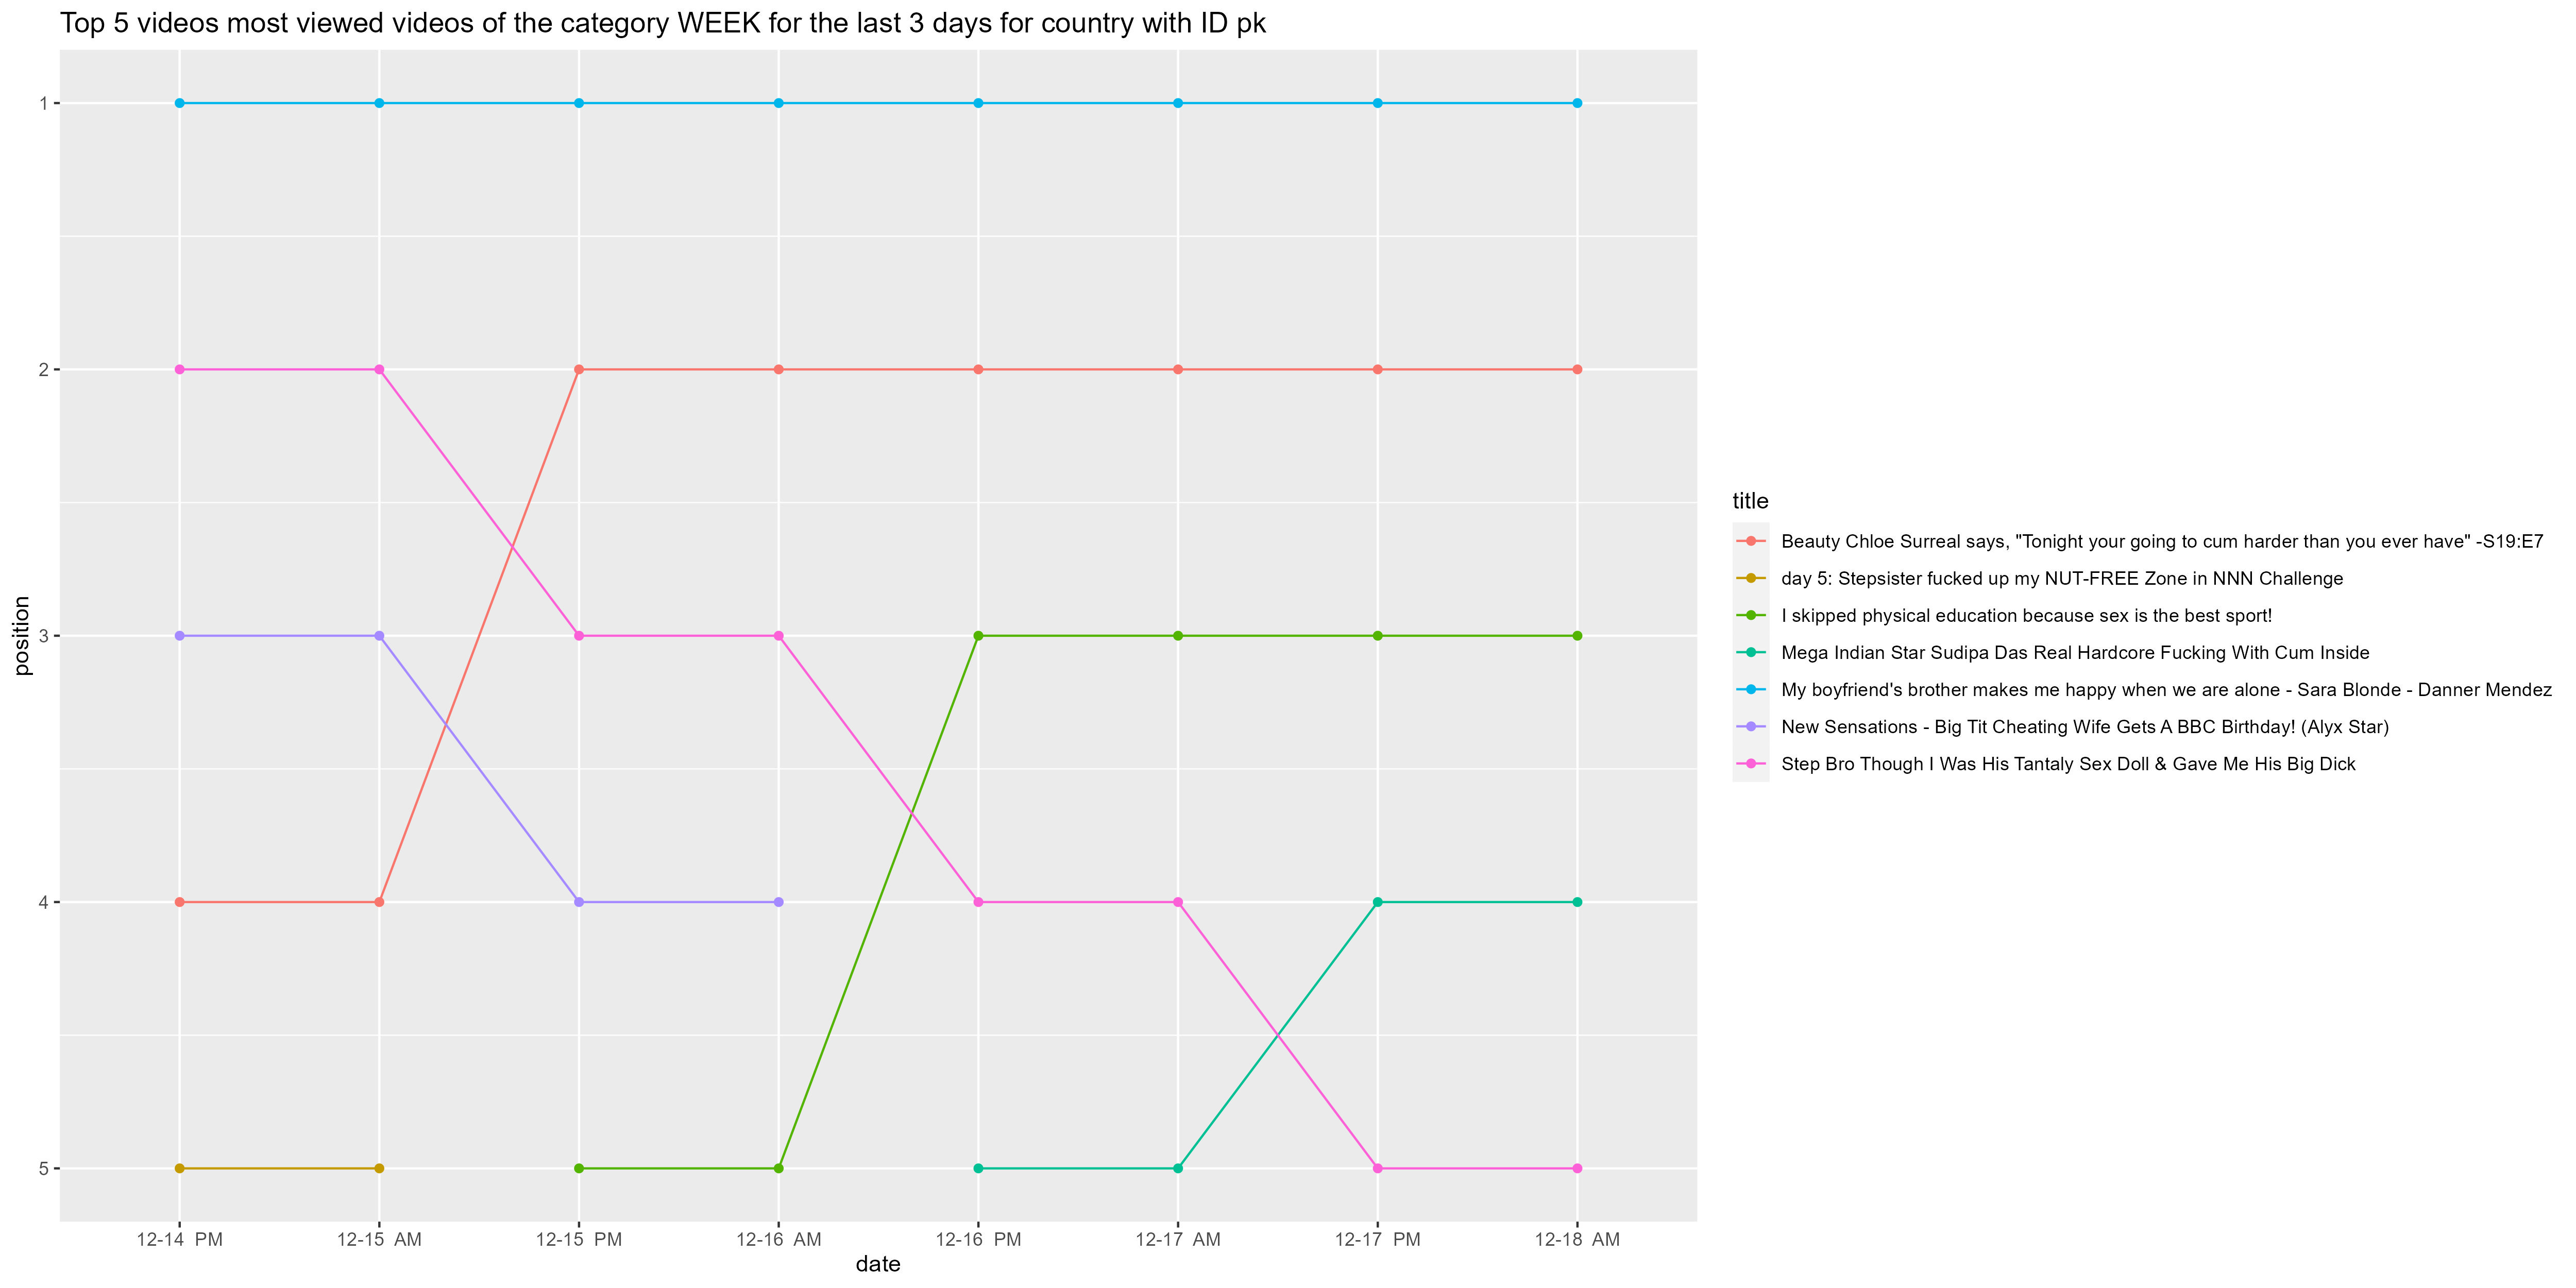 Top 5 videos most viewed videos of the category WEEK for the last 3 days for country with ID pk
1
2
3
4
5
position
12-14 PM
12-15 AM
12-15 PM
12-16 AM
12-16 PM
12-17 AM
12-17 PM
12-18 AM
date
title
Beauty Chloe Surreal says, "Tonight your going to cum harder than you ever have" -S19:E7
day 5: Stepsister fucked up my NUT-FREE Zone in NNN Challenge
I skipped physical education because sex is the best sport!
Mega Indian Star Sudipa Das Real Hardcore Fucking With Cum Inside
My boyfriend's brother makes me happy when we are alone - Sara Blonde - Danner Mendez
New Sensations - Big Tit Cheating Wife Gets A BBC Birthday! (Alyx Star)
Step Bro Though I Was His Tantaly Sex Doll & Gave Me His Big Dick